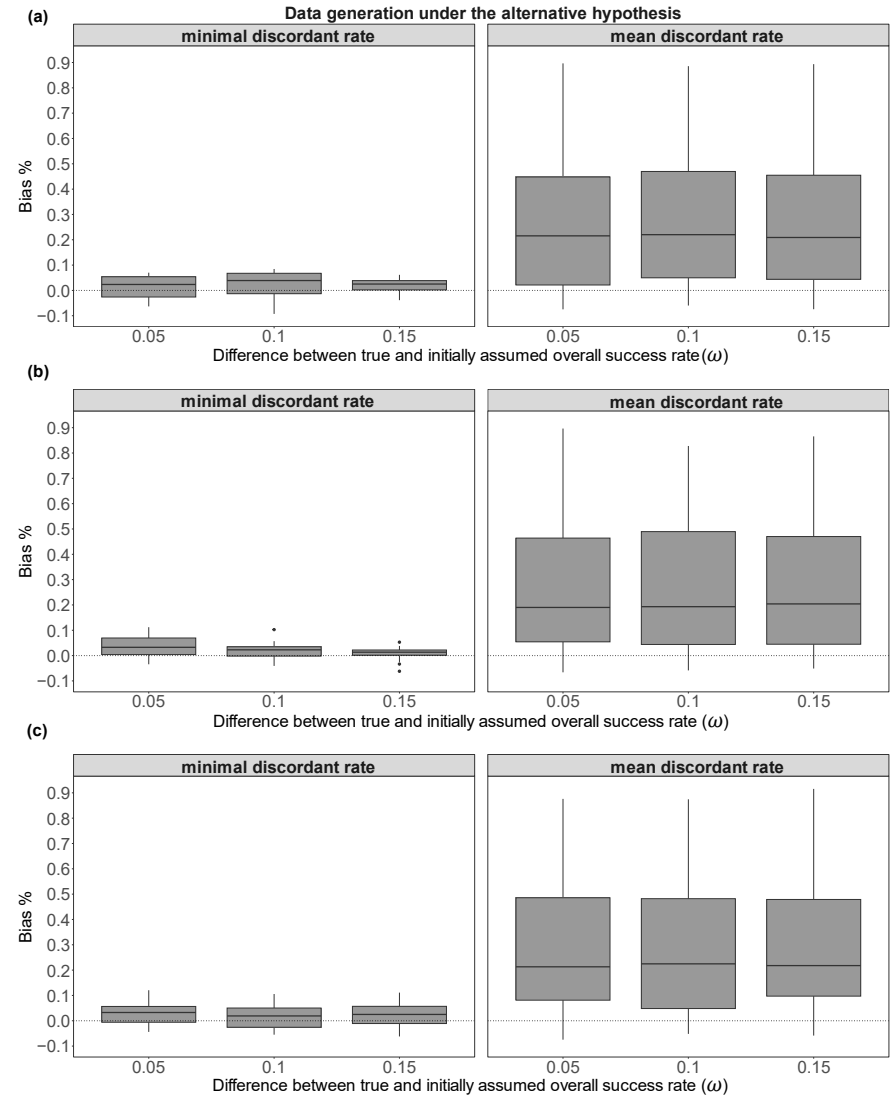 Data generation under the alternative hypothesis
(a)
minimal discordant rate
mean discordant rate
0.9
0.8
0.7
0.6
0.5
0.4
0.3
0.2
0.1
0.0
−0.1
Bias %
0.05 0.1 0.15
0.05 0.1 0.15
Difference between true and initially assumed overall success rate (ω)
(b)
minimal discordant rate
mean discordant rate
0.9
0.8
0.7
0.6
0.5
0.4
0.3
0.2
0.1
0.0
−0.1
Bias %
0.05 0.1 0.15
0.05 0.1 0.15
Difference between true and initially assumed overall success rate (ω)
(c)
minimal discordant rate
mean discordant rate
0.9
0.8
0.7
0.6
0.5
0.4
0.3
0.2
0.1
0.0
−0.1
Bias %
0.05 0.1 0.15
0.05 0.1 0.15
Difference between true and initially assumed overall success rate (ω)